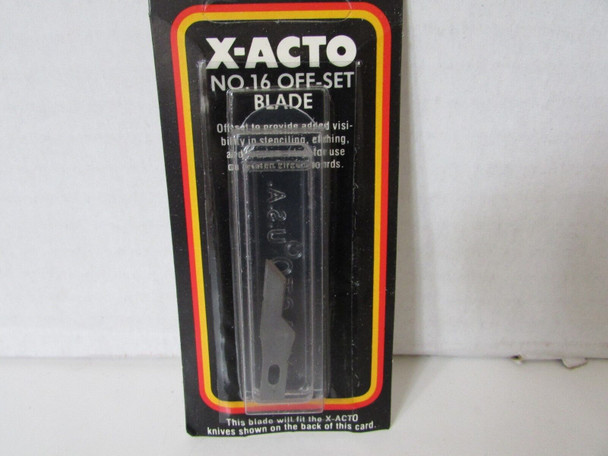 X-ACTO
NO.16 OFF-SET
BLADE
Offset to provide added visi-
bility in stenciling, etching,
and for use
on boards.
U.S.A.
This blade will fit the X-ACTO
knives shown on the back of this card.